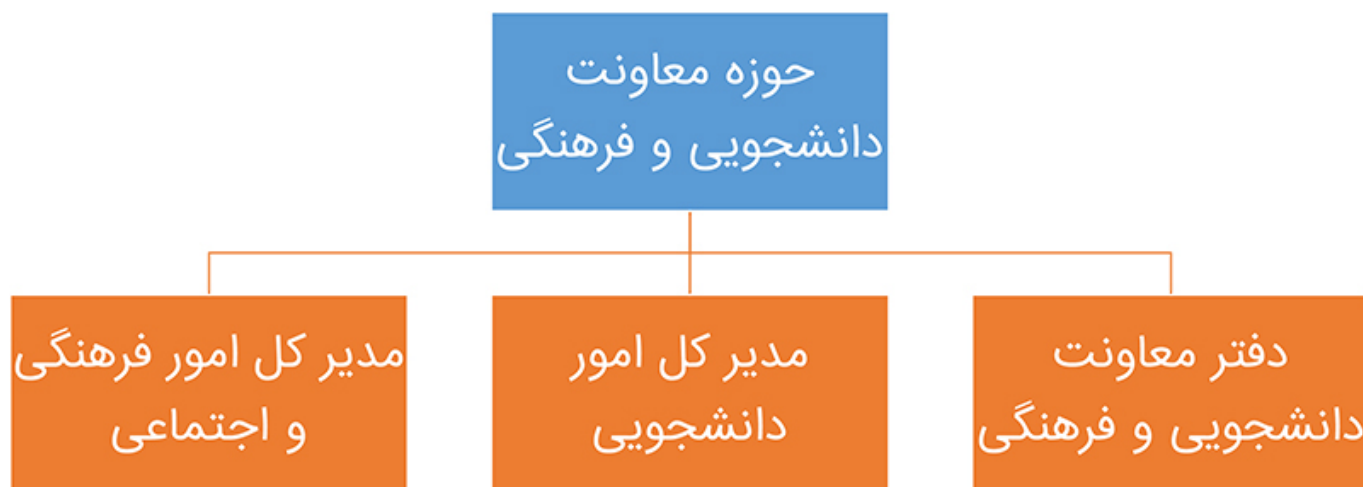 حوزه معاونت
دانشجویی و فرهنگی
دفتر معاونت
دانشجویی و فرهنگی
مدیر کل امور
دانشجویی
مدیر کل امور فرهنگی
و اجتماعی